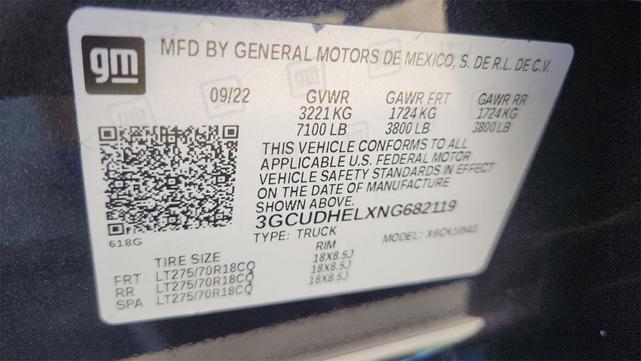 gm
MFD BY GENERAL MOTORS DE MEXICO, S. DE R.L. DE C.V.
09/22 GVWR GAWR FRT GAWR RR
3221 KG 1724 KG 1724 KG
7100 LB 3800 LB 3800 LB
THIS VEHICLE CONFORMS TO ALL
APPLICABLE U.S. FEDERAL MOTOR
VEHICLE SAFETY STANDARDS IN EFFECT
ON THE DATE OF MANUFACTURE
SHOWN ABOVE.
3GCUDHELXNG682119
618G
TYPE: TRUCK MODEL: X9CK10543
TIRE SIZE RIM
FRT LT275/70R18CQ 18X8.5J
RR LT275/70R18CQ 18X8.5J
SPA LT275/70R18CQ 18X8.5J